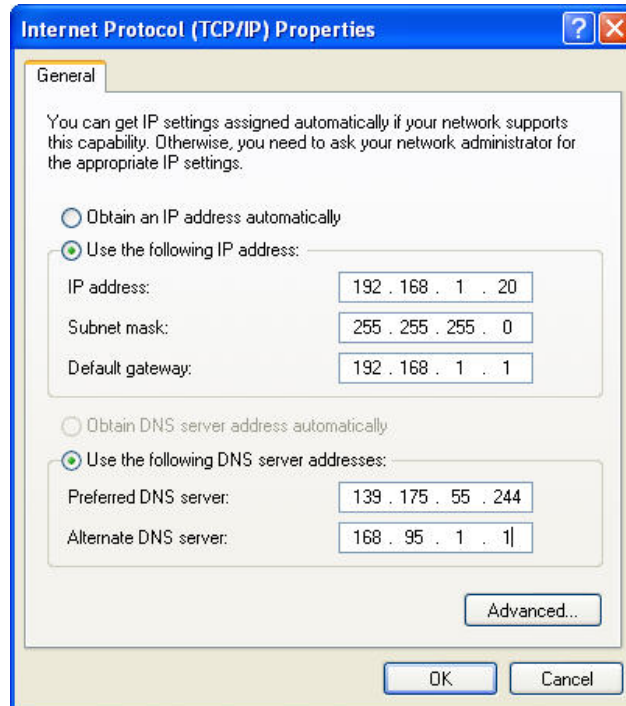 Internet Protocol (TCP/IP) Properties
General
You can get IP settings assigned automatically if your network supports
this capability. Otherwise, you need to ask your network administrator for
the appropriate IP settings.
Obtain an IP address automatically
Use the following IP address:
IP address: 192 . 168 . 1 . 20
Subnet mask: 255 . 255 . 255 . 0
Default gateway: 192 . 168 . 1 . 1
Obtain DNS server address automatically
Use the following DNS server addresses:
Preferred DNS server: 139 . 175 . 55 . 244
Alternate DNS server: 168 . 95 . 1 . 1
Advanced...
OK Cancel